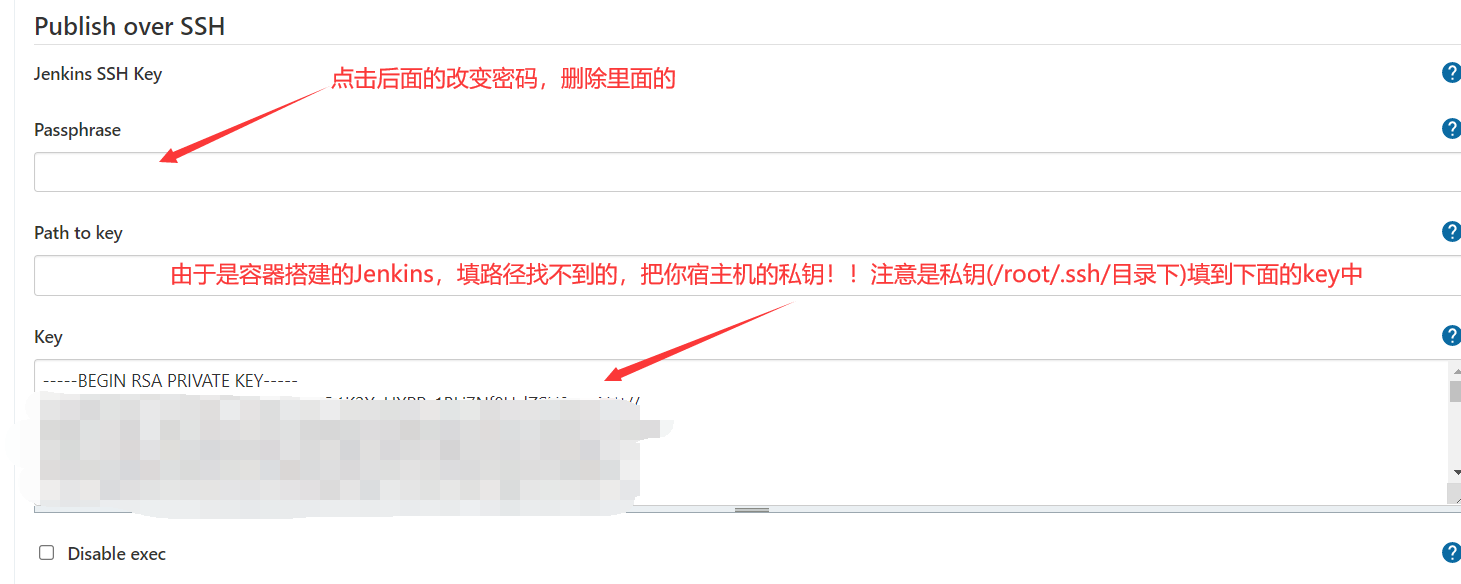 Publish over SSH
Jenkins SSH Key
点击后面的改变密码，删除里面的
Passphrase
Path to key
由于是容器搭建的Jenkins，填路径找不到的，把你宿主机的私钥！！注意是私钥(/root/.ssh/目录下)填到下面的key中
Key
-----BEGIN RSA PRIVATE KEY-----
Disable exec